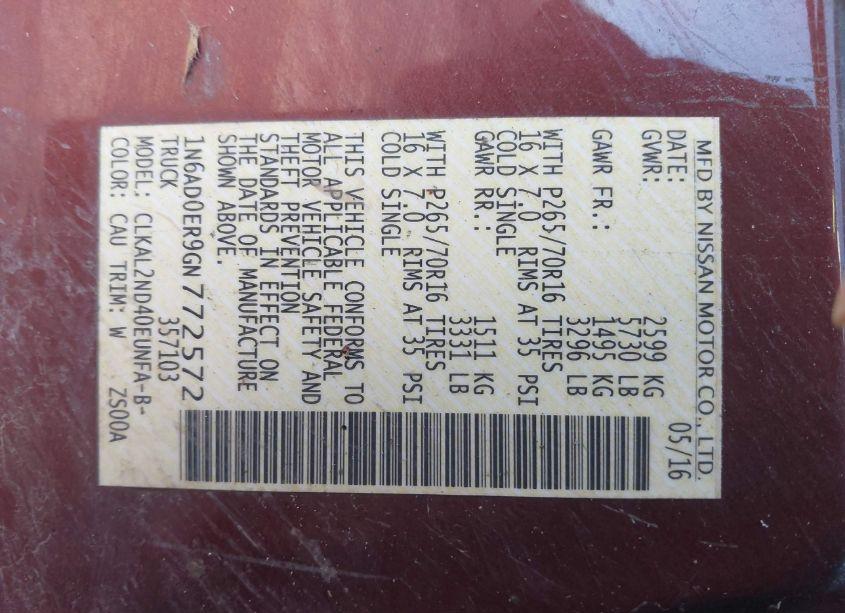 MFD BY NISSAN MOTOR CO., LTD.
DATE: 05/16
GVWR: 2599 KG
5730 LB
GAWR FR.: 1495 KG
3296 LB
WITH P265/70R16 TIRES
16 X 7.0 RIMS AT 35 PSI
COLD SINGLE
GAWR RR.: 1511 KG
3331 LB
WITH P265/70R16 TIRES
16 X 7.0 RIMS AT 35 PSI
COLD SINGLE
THIS VEHICLE CONFORMS TO
ALL APPLICABLE FEDERAL
MOTOR VEHICLE SAFETY AND
THEFT PREVENTION
STANDARDS IN EFFECT ON
THE DATE OF MANUFACTURE
SHOWN ABOVE.
1N6AD0ER9GN772572
TRUCK 357103
MODEL: CLKAL2ND4DEUNFA-B-
COLOR: CAU TRIM: W ZS00A